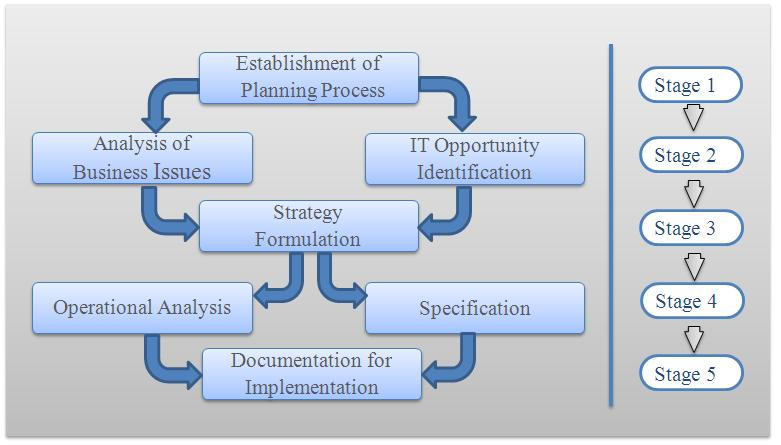 Establishment of
Planning Process
Analysis of
Business Issues
IT Opportunity
Identification
Strategy
Formulation
Operational Analysis
Specification
Documentation for
Implementation
Stage 1
Stage 2
Stage 3
Stage 4
Stage 5